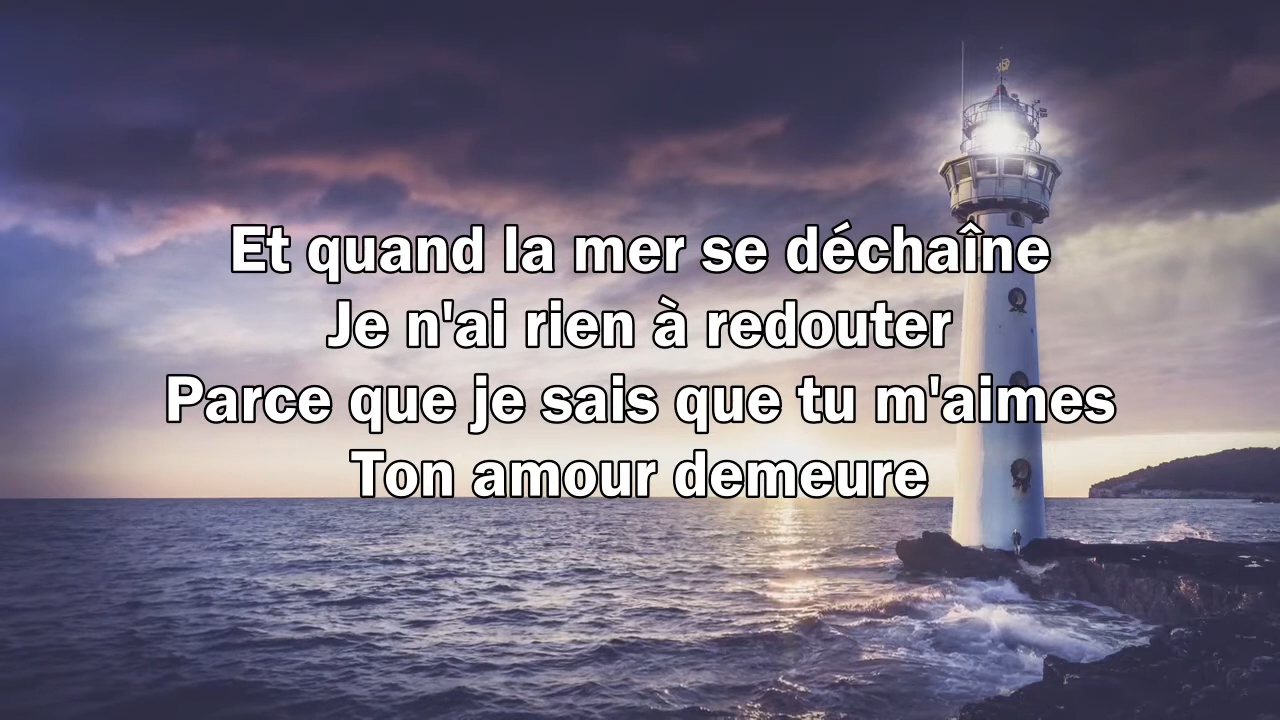 Et quand la mer se déchaîne
Je n'ai rien à redouter
Parce que je sais que tu m'aimes
Ton amour demeure